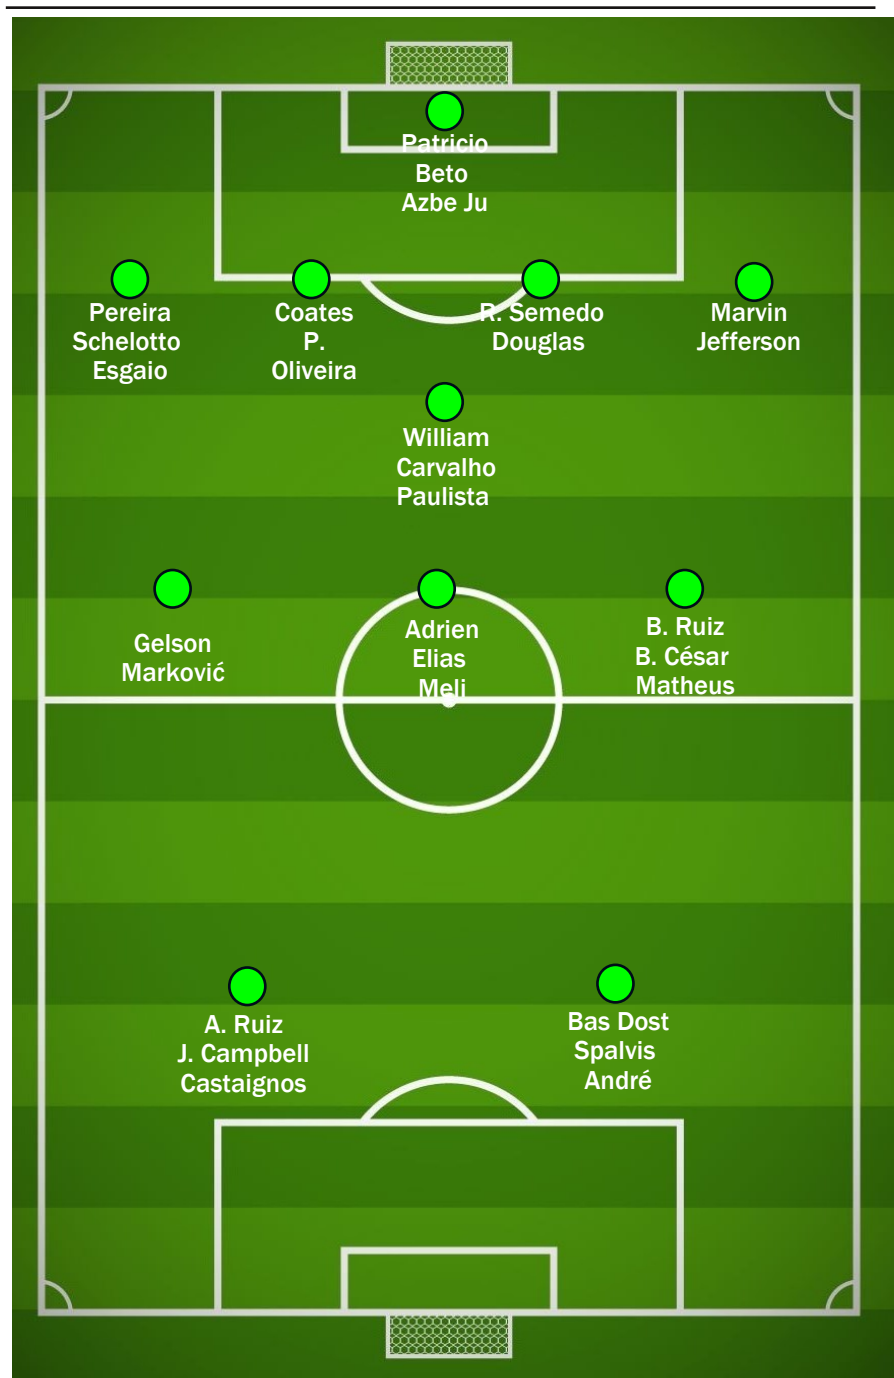 Patricio
Beto
Azbe Ju
Pereira
Schelotto
Esgaio
Coates
P.
Oliveira
R. Semedo
Douglas
Marvin
Jefferson
William
Carvalho
Paulista
Gelson
Marković
Adrien
Elias
Meli
B. Ruiz
B. César
Matheus
A. Ruiz
J. Campbell
Castaignos
Bas Dost
Spalvis
André